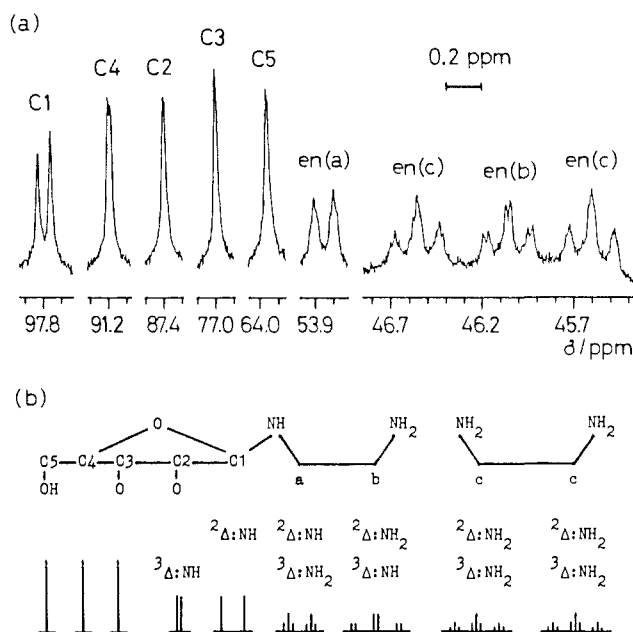 (a)
C1
C4
C2
C3
C5
0.2 ppm
en(a)
en(c)
en(b)
en(c)
97.8
91.2
87.4
77.0
64.0
53.9
46.7
46.2
45.7
δ/ppm
(b)
O
NH
NH₂
NH₂
NH₂
C5
C4
C3
C2
C1
OH
O
O
a
b
c
c
²Δ:NH
²Δ:NH
²Δ:NH₂
²Δ:NH₂
²Δ:NH₂
³Δ:NH
³Δ:NH₂
³Δ:NH
³Δ:NH₂
³Δ:NH₂